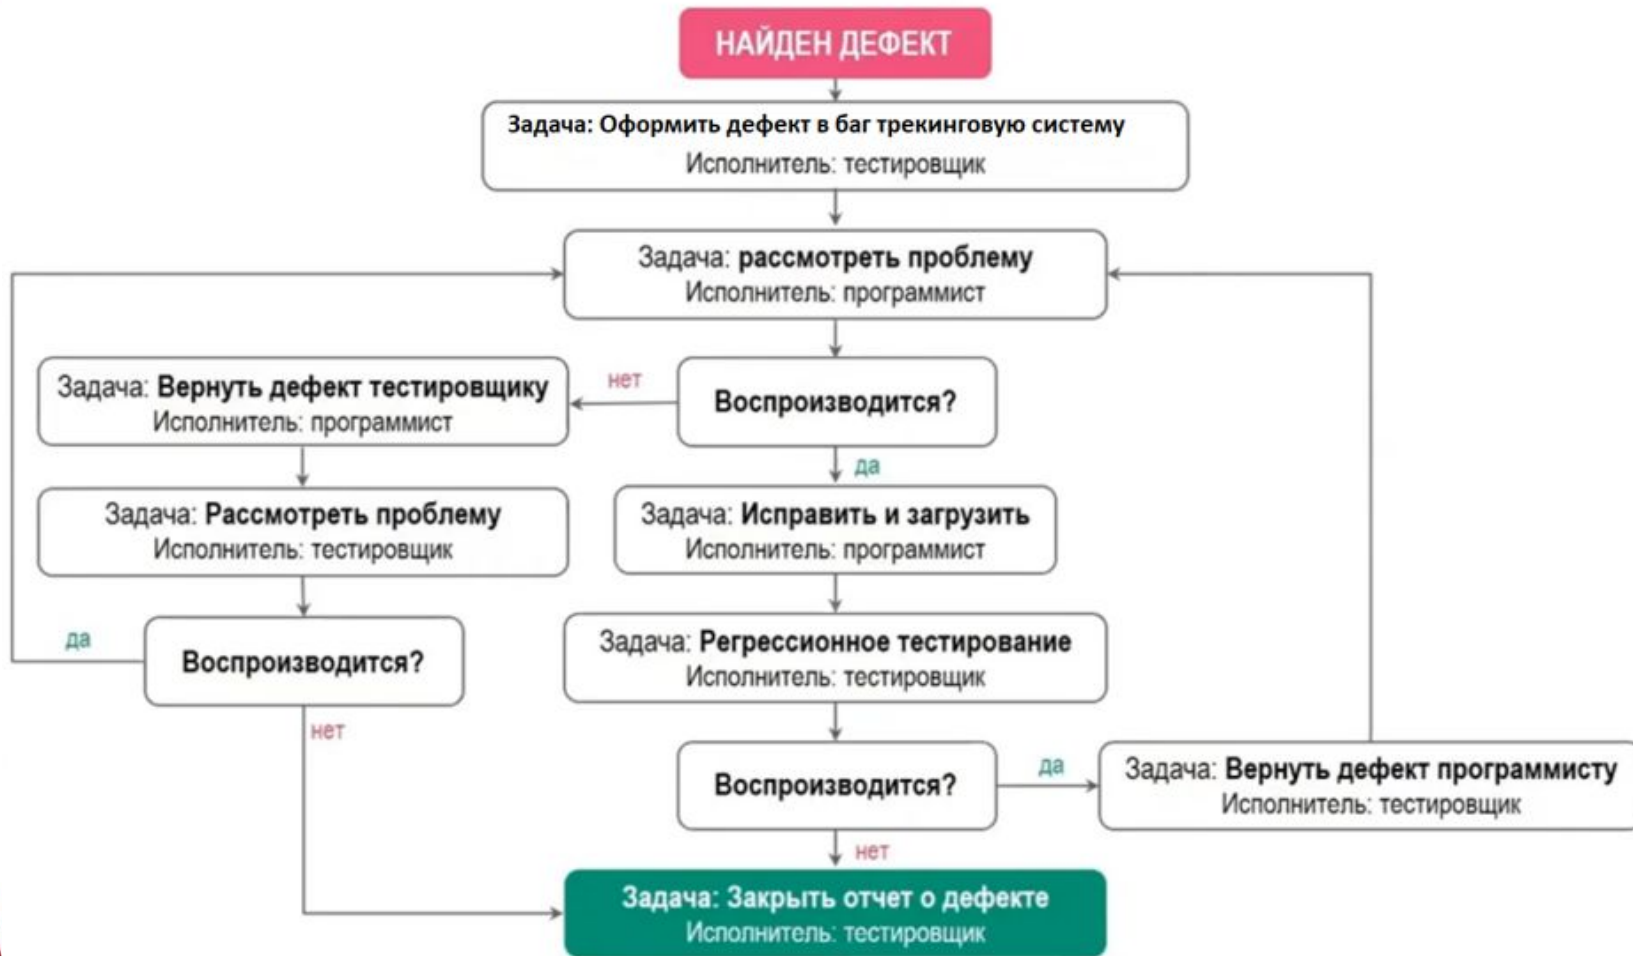 НАЙДЕН ДЕФЕКТ
Задача: Оформить дефект в баг трекинговую систему
Исполнитель: тестировщик
Задача: рассмотреть проблему
Исполнитель: программист
Задача: Вернуть дефект тестировщику
Исполнитель: программист
нет
Воспроизводится?
да
Задача: Рассмотреть проблему
Исполнитель: тестировщик
Задача: Исправить и загрузить
Исполнитель: программист
да
Воспроизводится?
нет
Задача: Регрессионное тестирование
Исполнитель: тестировщик
Воспроизводится?
да
Задача: Вернуть дефект программисту
Исполнитель: тестировщик
нет
Задача: Закрыть отчет о дефекте
Исполнитель: тестировщик